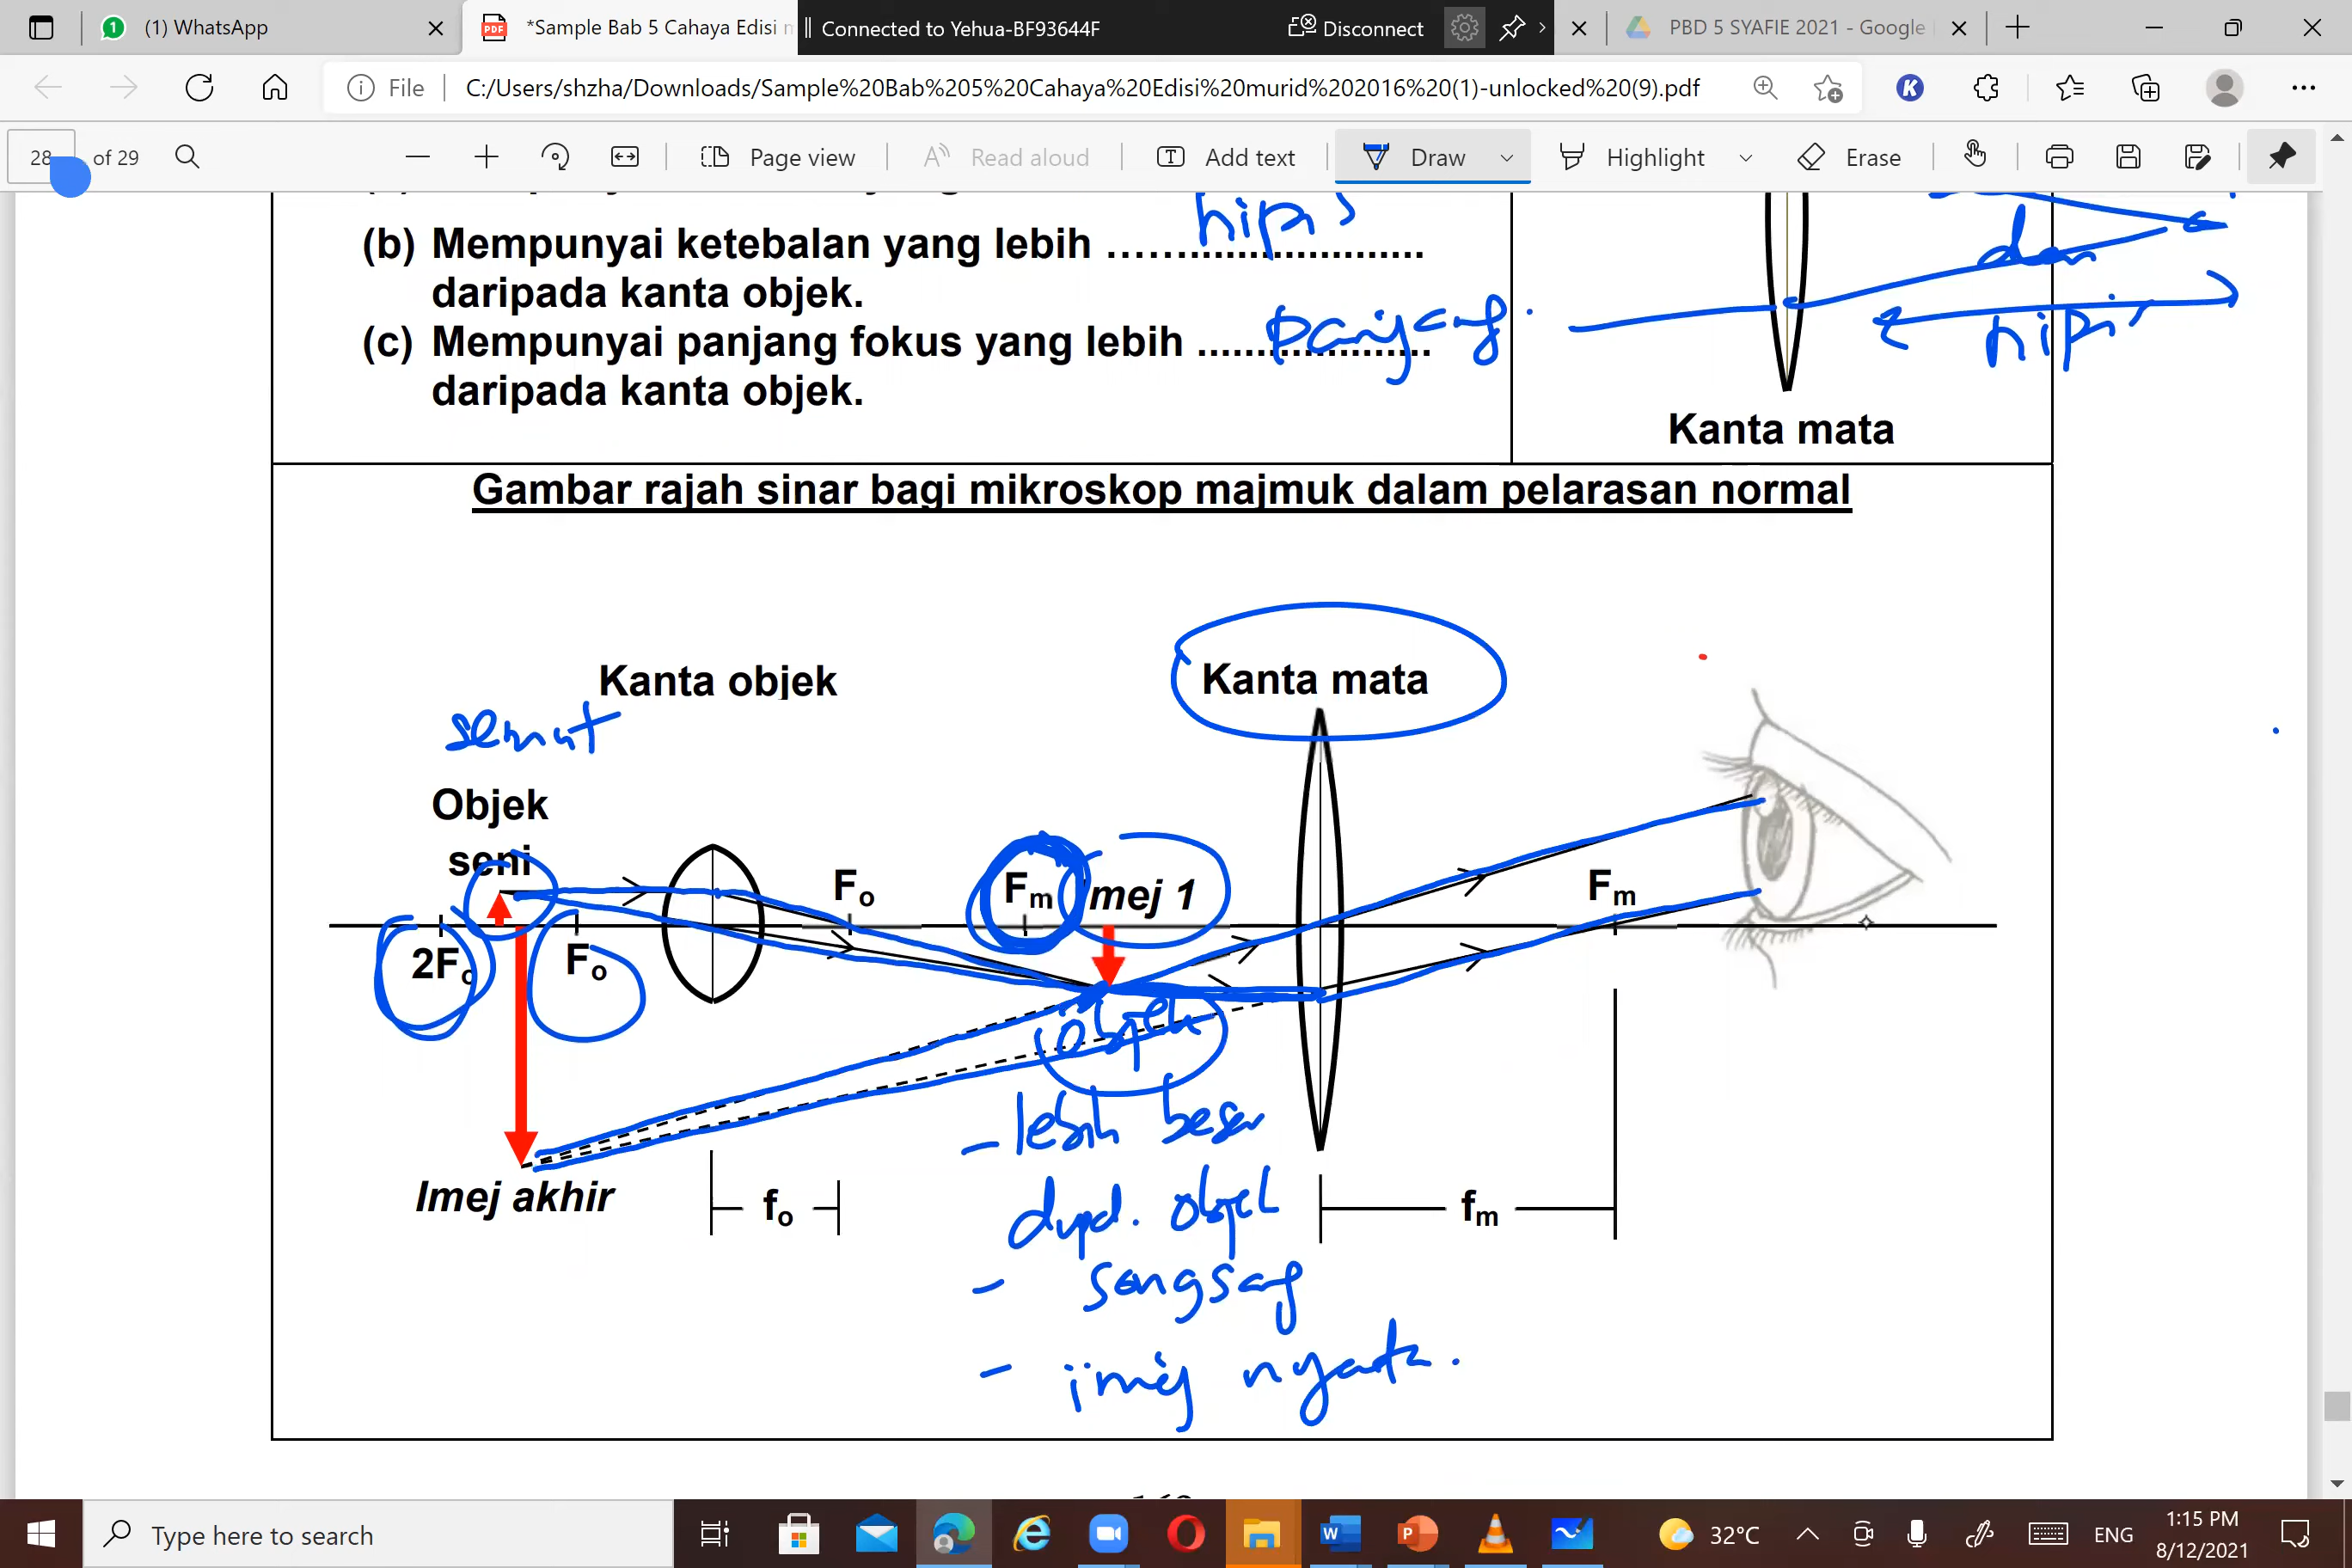 (1) WhatsApp
*Sample Bab 5 Cahaya Edisi
Connected to Yehua-BF93644F
Disconnect
PBD 5 SYAFIE 2021 - Google
File
C:/Users/shzha/Downloads/Sample%20Bab%205%20Cahaya%20Edisi%20murid%202016%20(1)-unlocked%20(9).pdf
28 of 29
Page view
Read aloud
Add text
Draw
Highlight
Erase
(b) Mempunyai ketebalan yang lebih ........................ nipis
daripada kanta objek.
(c) Mempunyai panjang fokus yang lebih .................... panjang.
daripada kanta objek.
dan
nipis
Kanta mata
Gambar rajah sinar bagi mikroskop majmuk dalam pelarasan normal
Kanta objek
Kanta mata
semut
Objek
seni
Fo
Fm
Imej 1
Fm
2Fo
Fo
objek
- lebih besar
drpd. objek
- songsang
- imej nyata.
Imej akhir
fo
fm
Type here to search
32°C
ENG
1:15 PM
8/12/2021